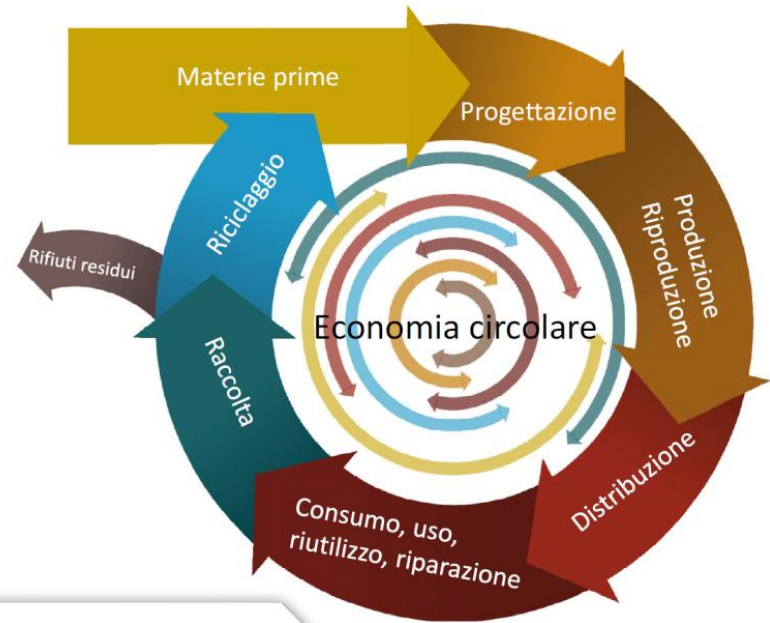 Materie prime
Progettazione
Produzione
Riproduzione
Distribuzione
Consumo, uso,
riutilizzo, riparazione
Raccolta
Riciclaggio
Rifiuti residui
Economia circolare